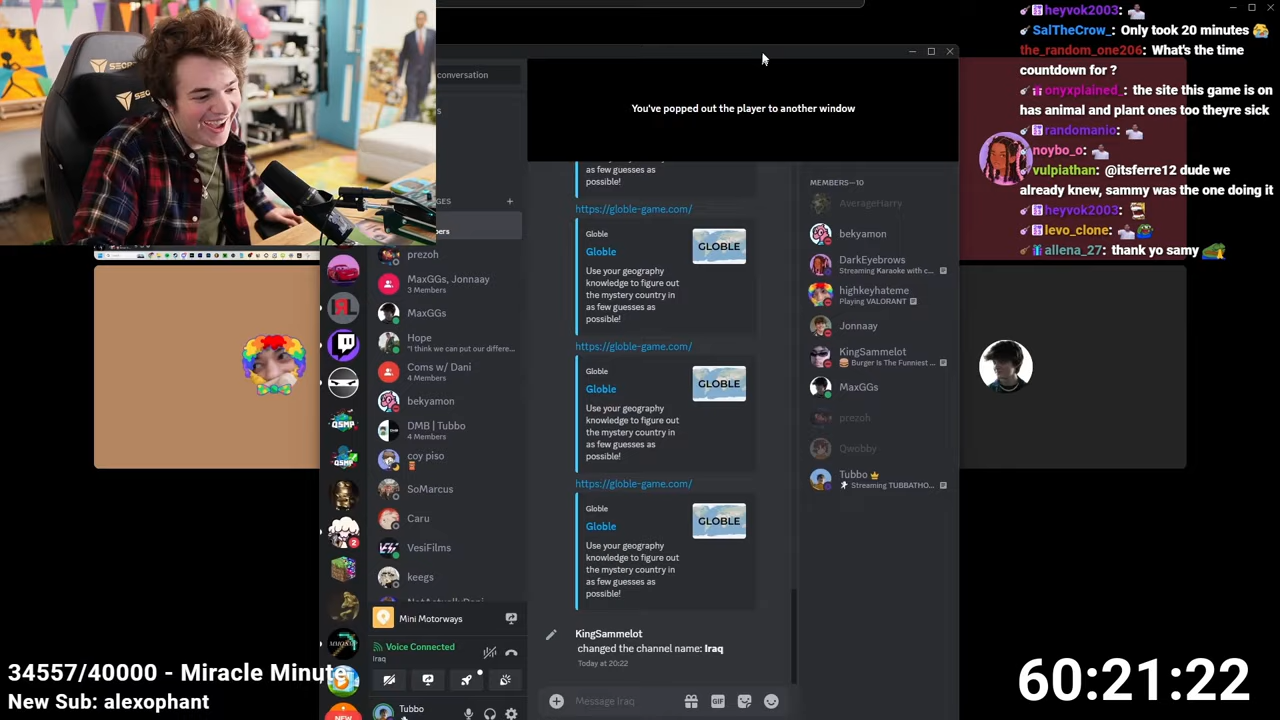 conversation
You've popped out the player to another window
possible!
https://globle-game.com/
Globle
Globle
GLOBLE
Use your geography
knowledge to figure out
the mystery country in
as few guesses as
possible!
https://globle-game.com/
Globle
Globle
GLOBLE
Use your geography
knowledge to figure out
the mystery country in
as few guesses as
possible!
https://globle-game.com/
Globle
Globle
GLOBLE
Use your geography
knowledge to figure out
the mystery country in
as few guesses as
possible!
KingSammelot
changed the channel name: Iraq
Today at 20:22
Message Iraq
GIF
prezoh
MaxGGs, Jonnaay
3 Members
MaxGGs
Hope
"I think we can put our differe...
Coms w/ Dani
4 Members
bekyamon
DMB | Tubbo
4 Members
coy piso
SoMarcus
Caru
VesiFilms
keegs
Mini Motorways
Voice Connected
Iraq
Tubbo
QSMP
QSMP
2
NEW
MEMBERS—10
AverageHarry
bekyamon
DarkEyebrows
Streaming Karaoke with c...
highkeyhateme
Playing VALORANT
Jonnaay
KingSammelot
Burger Is The Funniest ...
MaxGGs
prezoh
Qwobby
Tubbo
Streaming TUBBATHO...
heyvok2003:
SalTheCrow_: Only took 20 minutes
the_random_one206: What's the time
countdown for ?
onyxplained_: the site this game is on
has animal and plant ones too theyre sick
randomanio:
noybo_o:
vulpiathan: @itsferre12 dude we
already knew, sammy was the one doing it
heyvok2003:
levo_clone:
allena_27: thank yo samy
34557/40000 - Miracle Minute
New Sub: alexophant
60:21:22